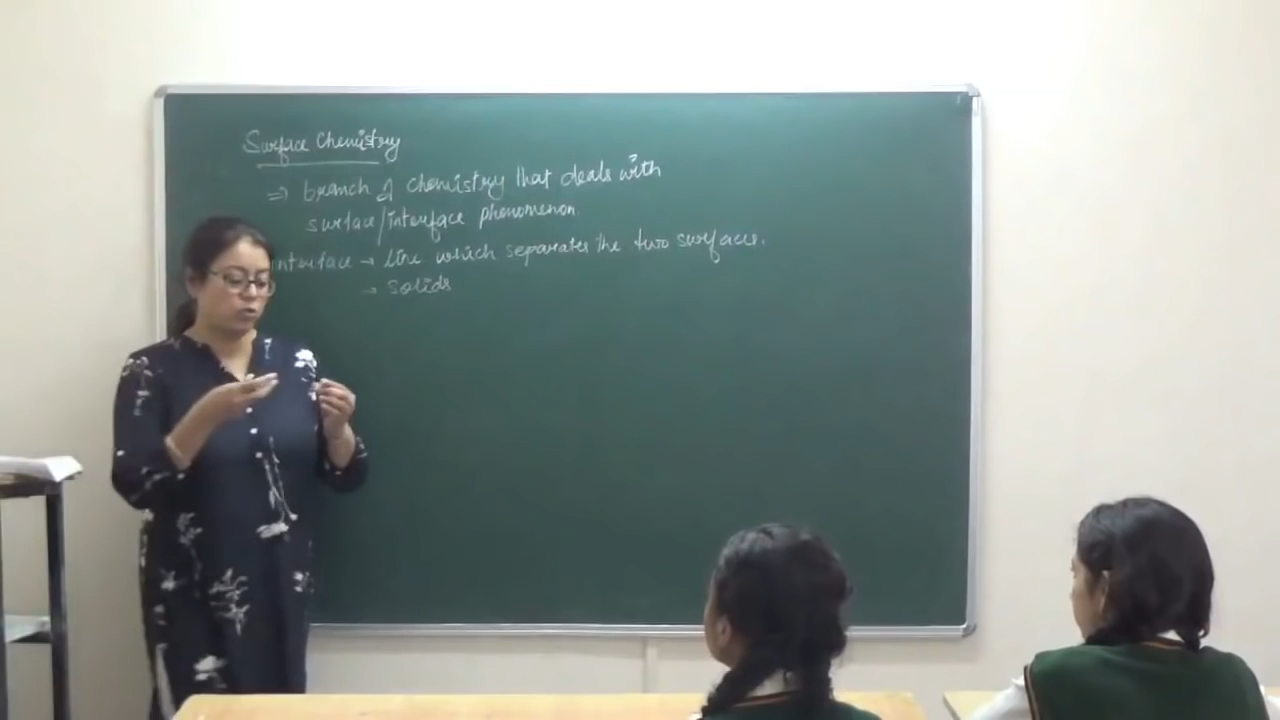 Surface Chemistry
⇒ branch of chemistry that deals with
surface/interface phenomenon.
interface → line which separates the two surfaces.
→ solids